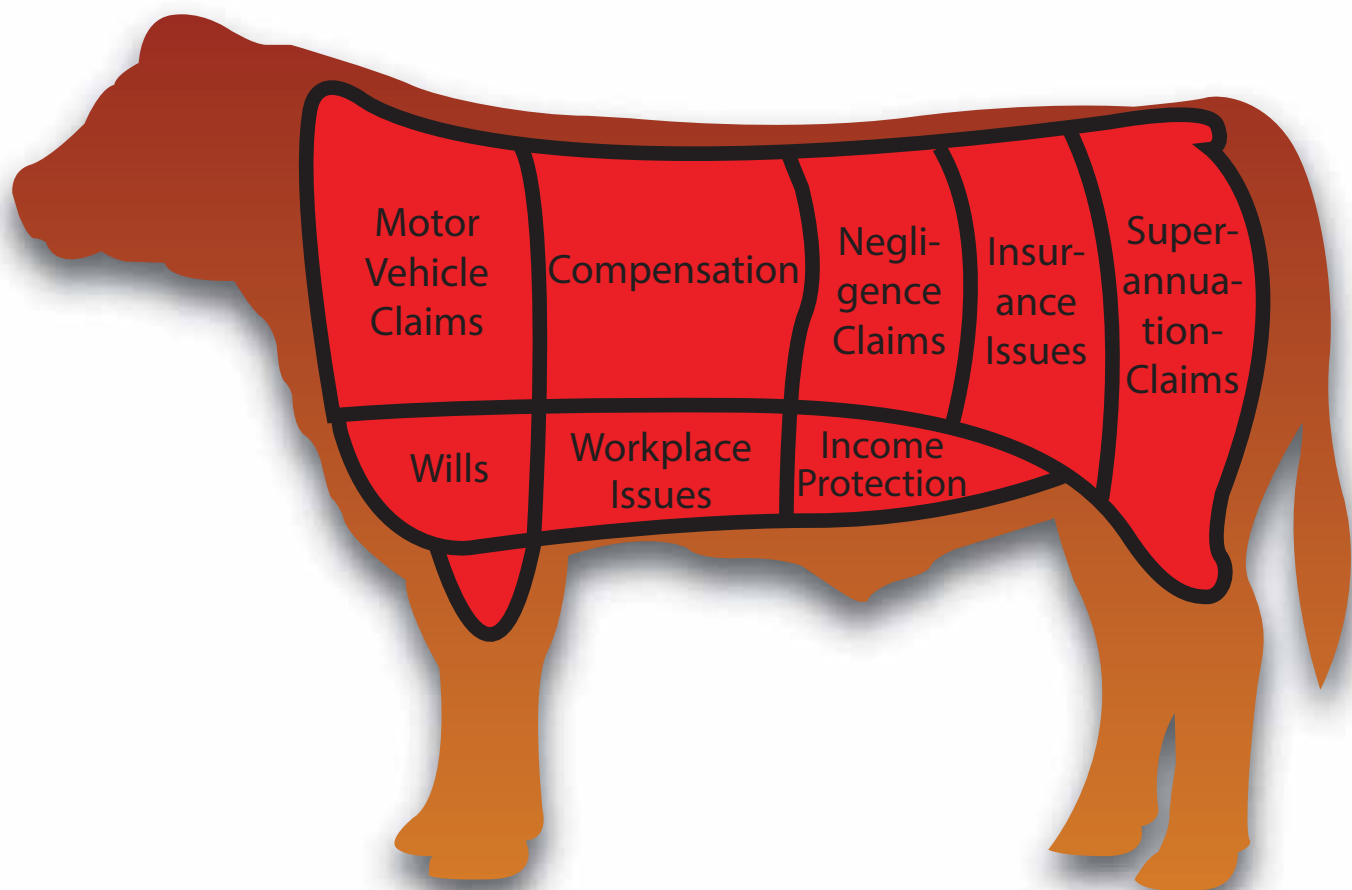 Motor
Vehicle
Claims
Compensation
Negli-
gence
Claims
Insur-
ance
Issues
Super-
annua-
tion-
Claims
Wills
Workplace
Issues
Income
Protection